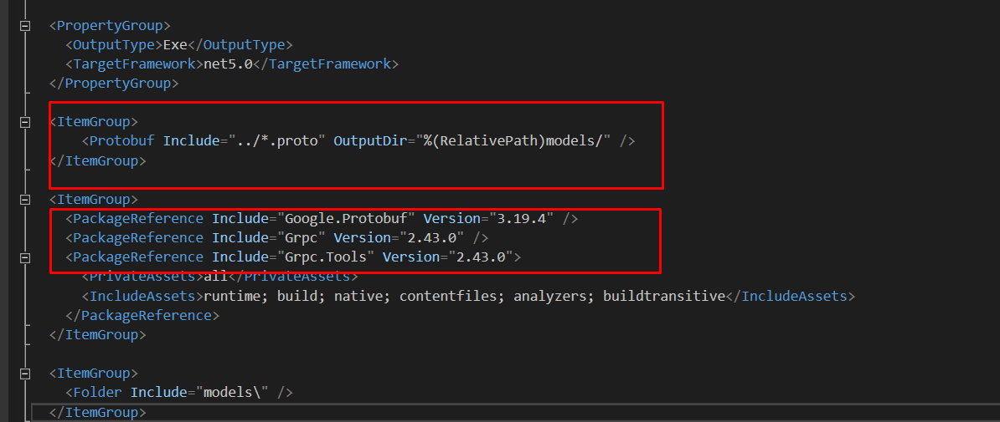 <PropertyGroup>
<OutputType>Exe</OutputType>
<TargetFramework>net5.0</TargetFramework>
</PropertyGroup>
<ItemGroup>
<Protobuf Include="../*.proto" OutputDir="%(RelativePath)models/" />
</ItemGroup>
<ItemGroup>
<PackageReference Include="Google.Protobuf" Version="3.19.4" />
<PackageReference Include="Grpc" Version="2.43.0" />
<PackageReference Include="Grpc.Tools" Version="2.43.0">
<PrivateAssets>all</PrivateAssets>
<IncludeAssets>runtime; build; native; contentfiles; analyzers; buildtransitive</IncludeAssets>
</PackageReference>
</ItemGroup>
<ItemGroup>
<Folder Include="models\" />
</ItemGroup>